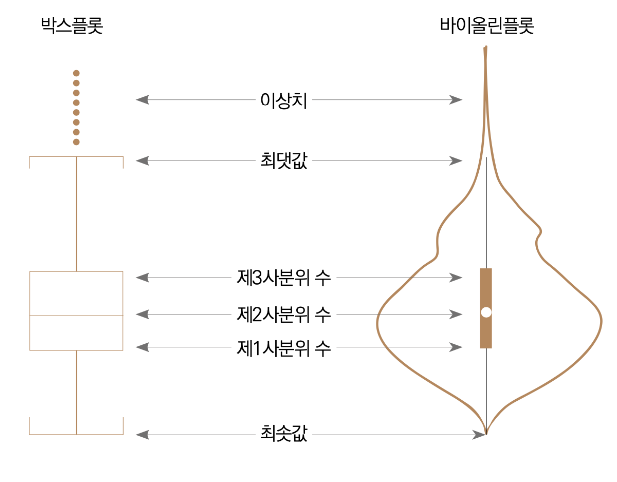 박스플롯
바이올린플롯
이상치
최댓값
제3사분위 수
제2사분위 수
제1사분위 수
최솟값